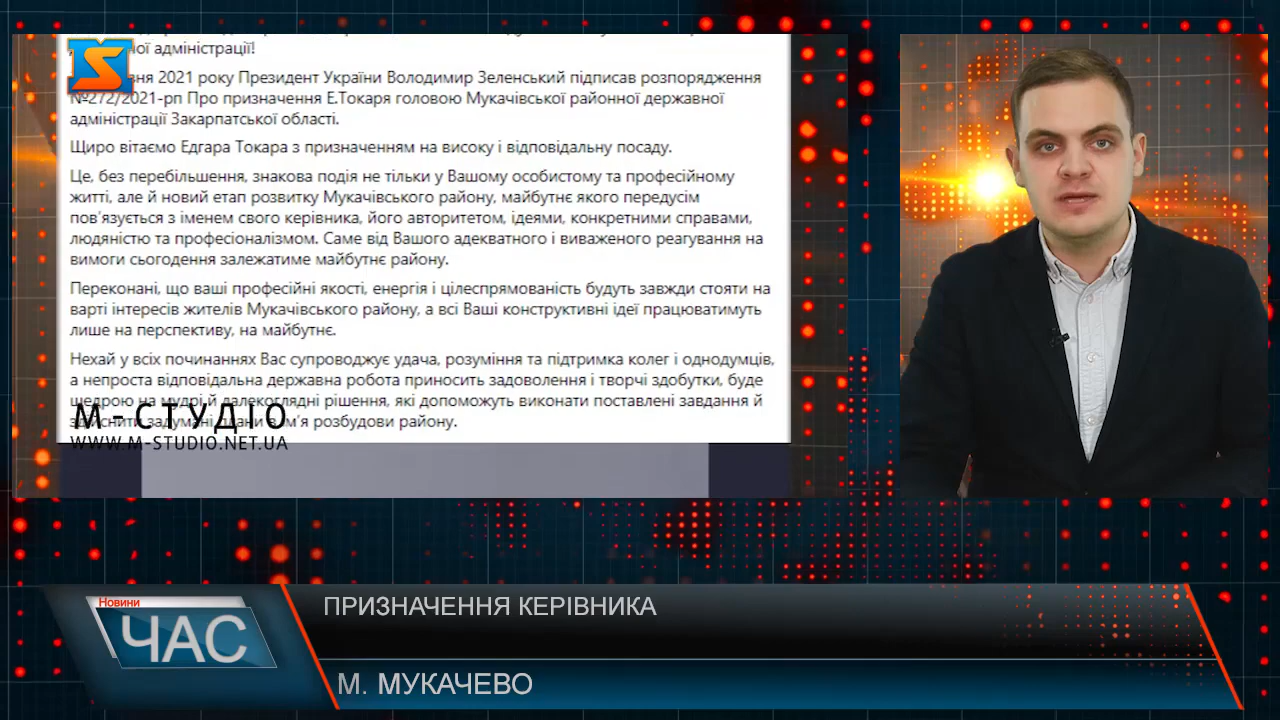 ної адміністрації!
вня 2021 року Президент України Володимир Зеленський підписав розпорядження
№272/2021-рп Про призначення Е.Токаря головою Мукачівської районної державної
адміністрації Закарпатської області.
Щиро вітаємо Едгара Токара з призначенням на високу і відповідальну посаду.
Це, без перебільшення, знакова подія не тільки у Вашому особистому та професійному
житті, але й новий етап розвитку Мукачівського району, майбутнє якого передусім
пов'язується з іменем свого керівника, його авторитетом, ідеями, конкретними справами,
людяністю та професіоналізмом. Саме від Вашого адекватного і виваженого реагування на
вимоги сьогодення залежатиме майбутнє району.
Переконані, що ваші професійні якості, енергія і цілеспрямованість будуть завжди стояти на
варті інтересів жителів Мукачівського району, а всі Ваші конструктивні ідеї працюватимуть
лише на перспективу, на майбутнє.
Нехай у всіх починаннях Вас супроводжує удача, розуміння та підтримка колег і однодумців,
а непроста відповідальна державна робота приносить задоволення і творчі здобутки, буде
щедрою на мудрі й далекоглядні рішення, які допоможуть виконати поставлені завдання й
здійснити задумані плани в ім'я розбудови району.
М-СТУДІО
WWW.M-STUDIO.NET.UA
Новини
ЧАС
ПРИЗНАЧЕННЯ КЕРІВНИКА
М. МУКАЧЕВО